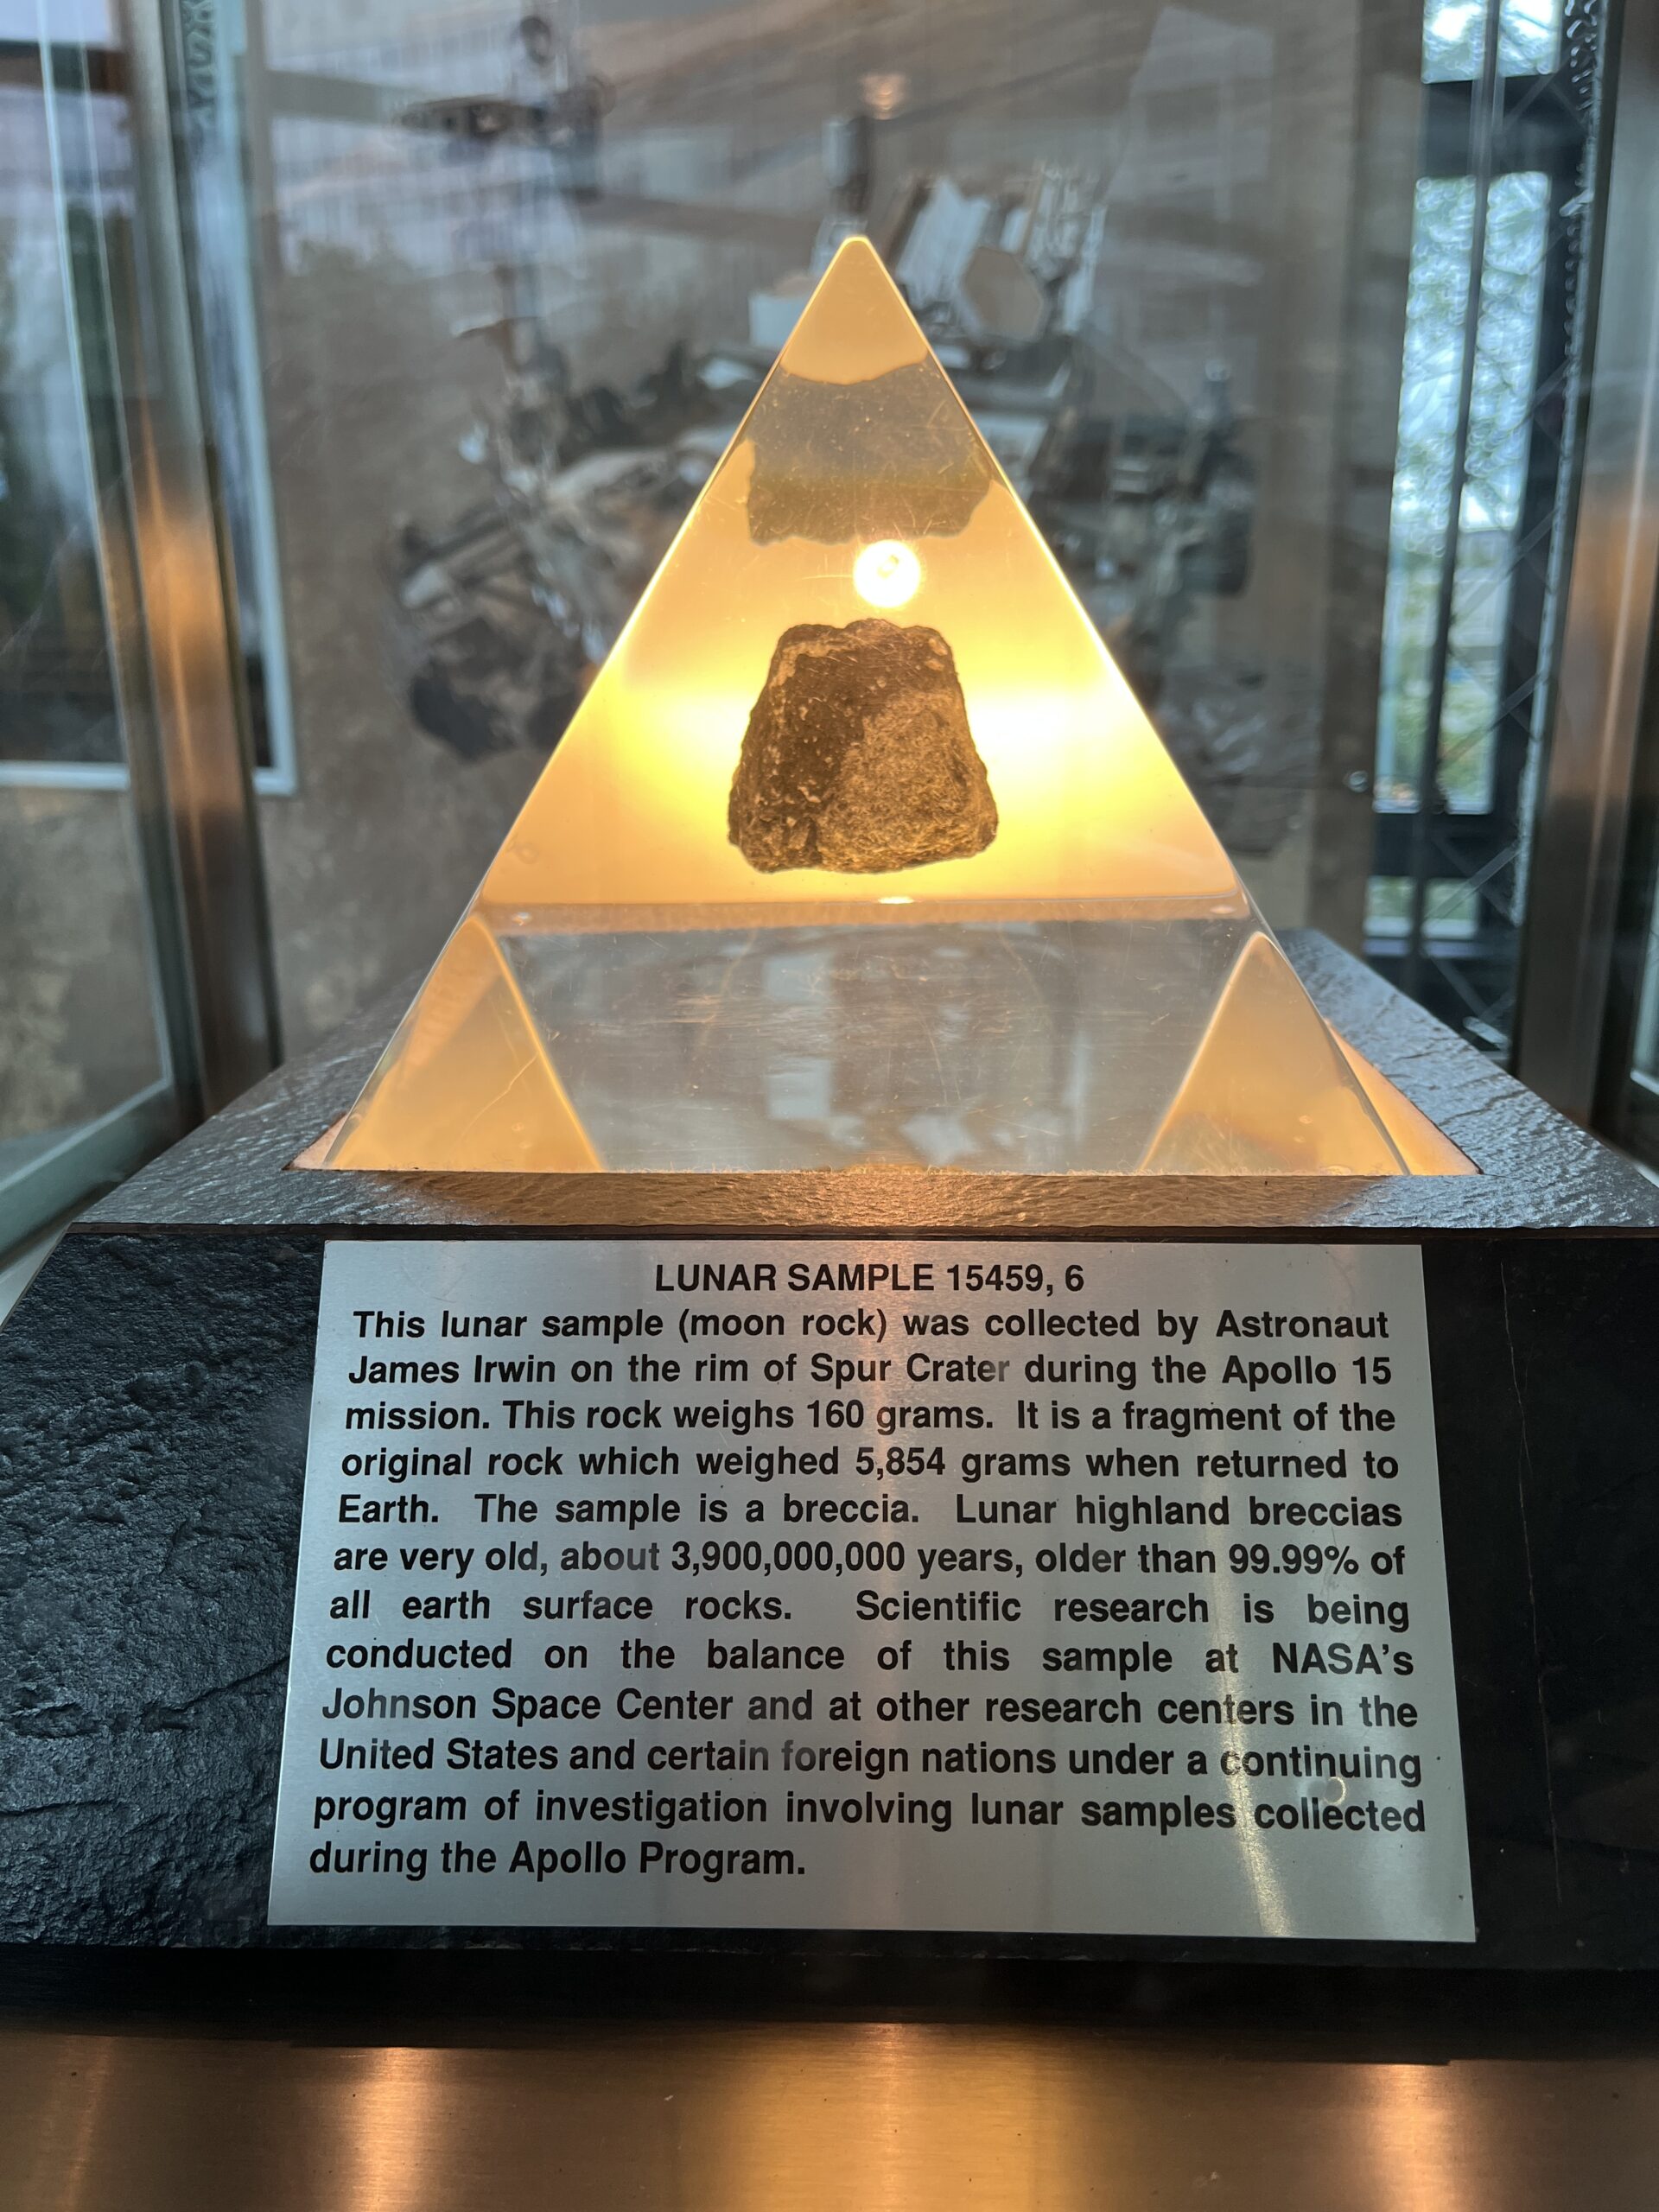 LUNAR SAMPLE 15459, 6
This lunar sample (moon rock) was collected by Astronaut
James Irwin on the rim of Spur Crater during the Apollo 15
mission. This rock weighs 160 grams. It is a fragment of the
original rock which weighed 5,854 grams when returned to
Earth. The sample is a breccia. Lunar highland breccias
are very old, about 3,900,000,000 years, older than 99.99% of
all earth surface rocks. Scientific research is being
conducted on the balance of this sample at NASA's
Johnson Space Center and at other research centers in the
United States and certain foreign nations under a continuing
program of investigation involving lunar samples collected
during the Apollo Program.